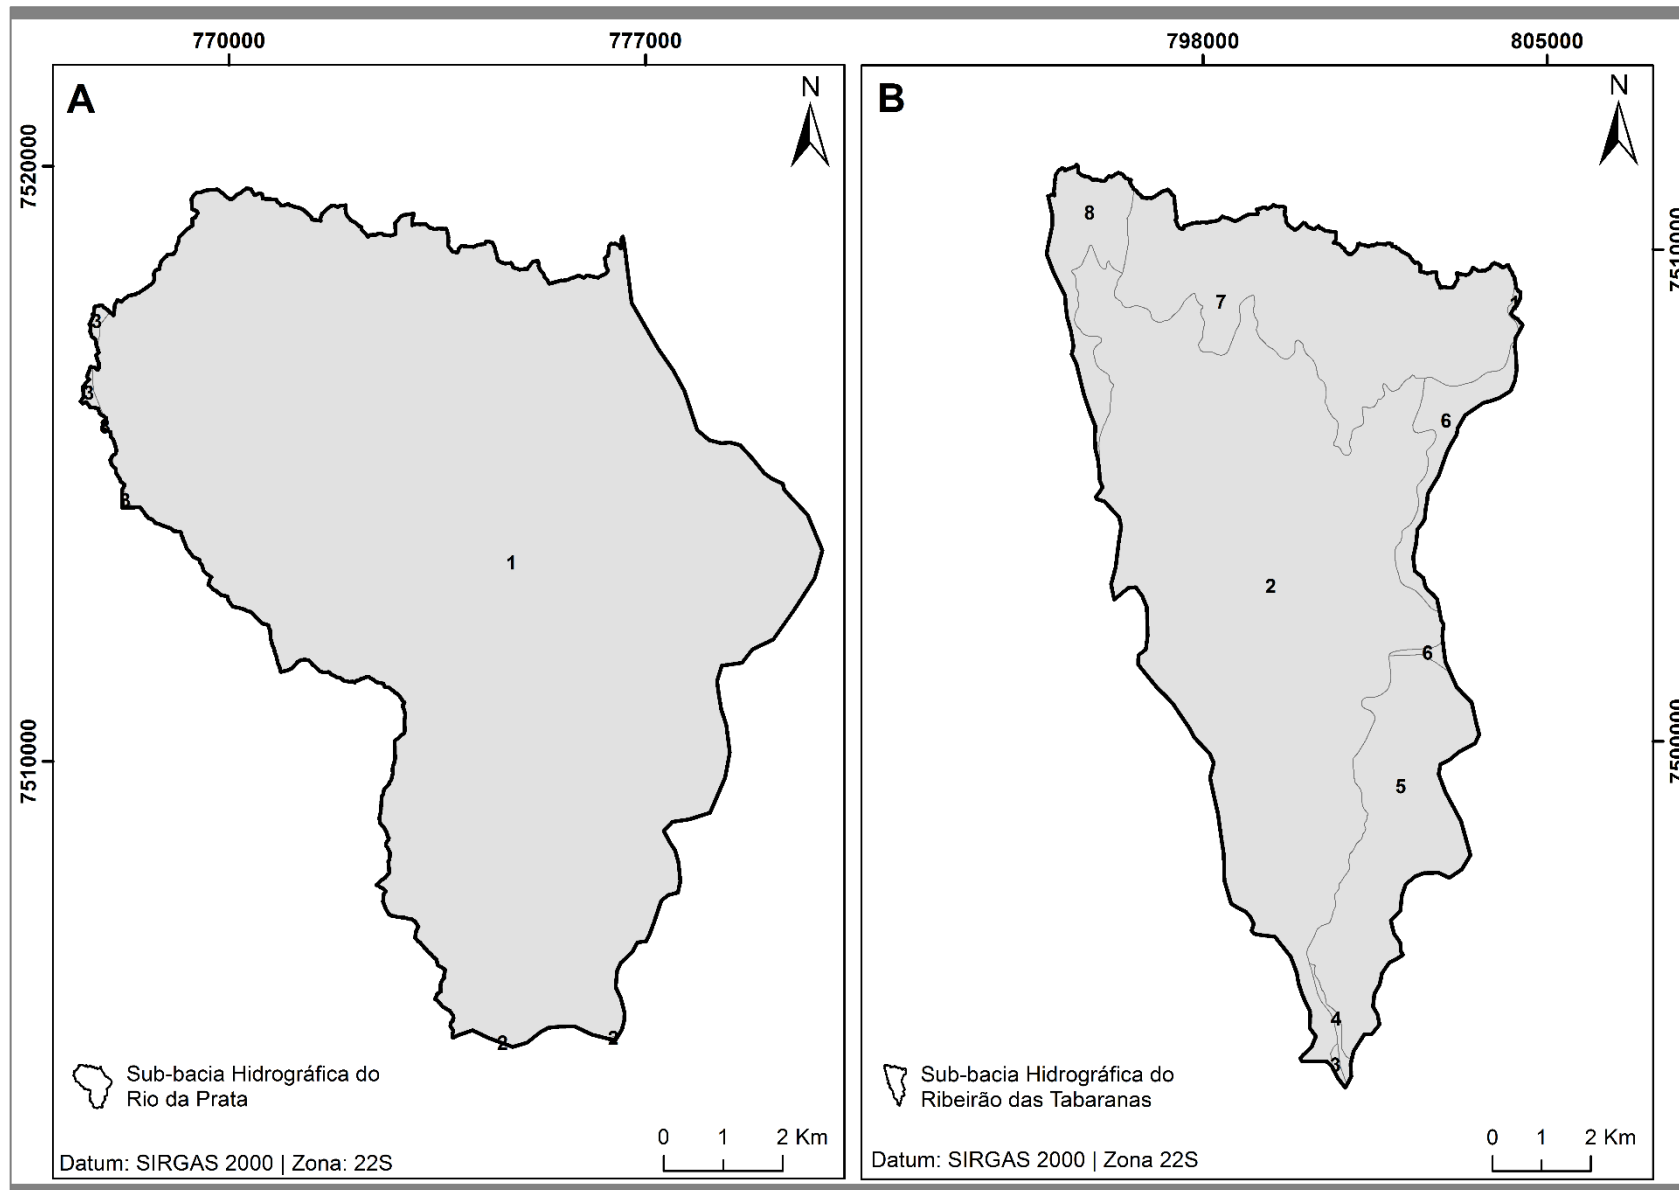 770000
777000
798000
805000
A
N
7520000
7510000
3
3
3
1
2
2
Sub-bacia Hidrográfica do
Rio da Prata
0 1 2 Km
Datum: SIRGAS 2000 | Zona: 22S
B
N
8
7
1
6
2
6
5
4
3
Sub-bacia Hidrográfica do
Ribeirão das Tabaranas
0 1 2 Km
Datum: SIRGAS 2000 | Zona 22S